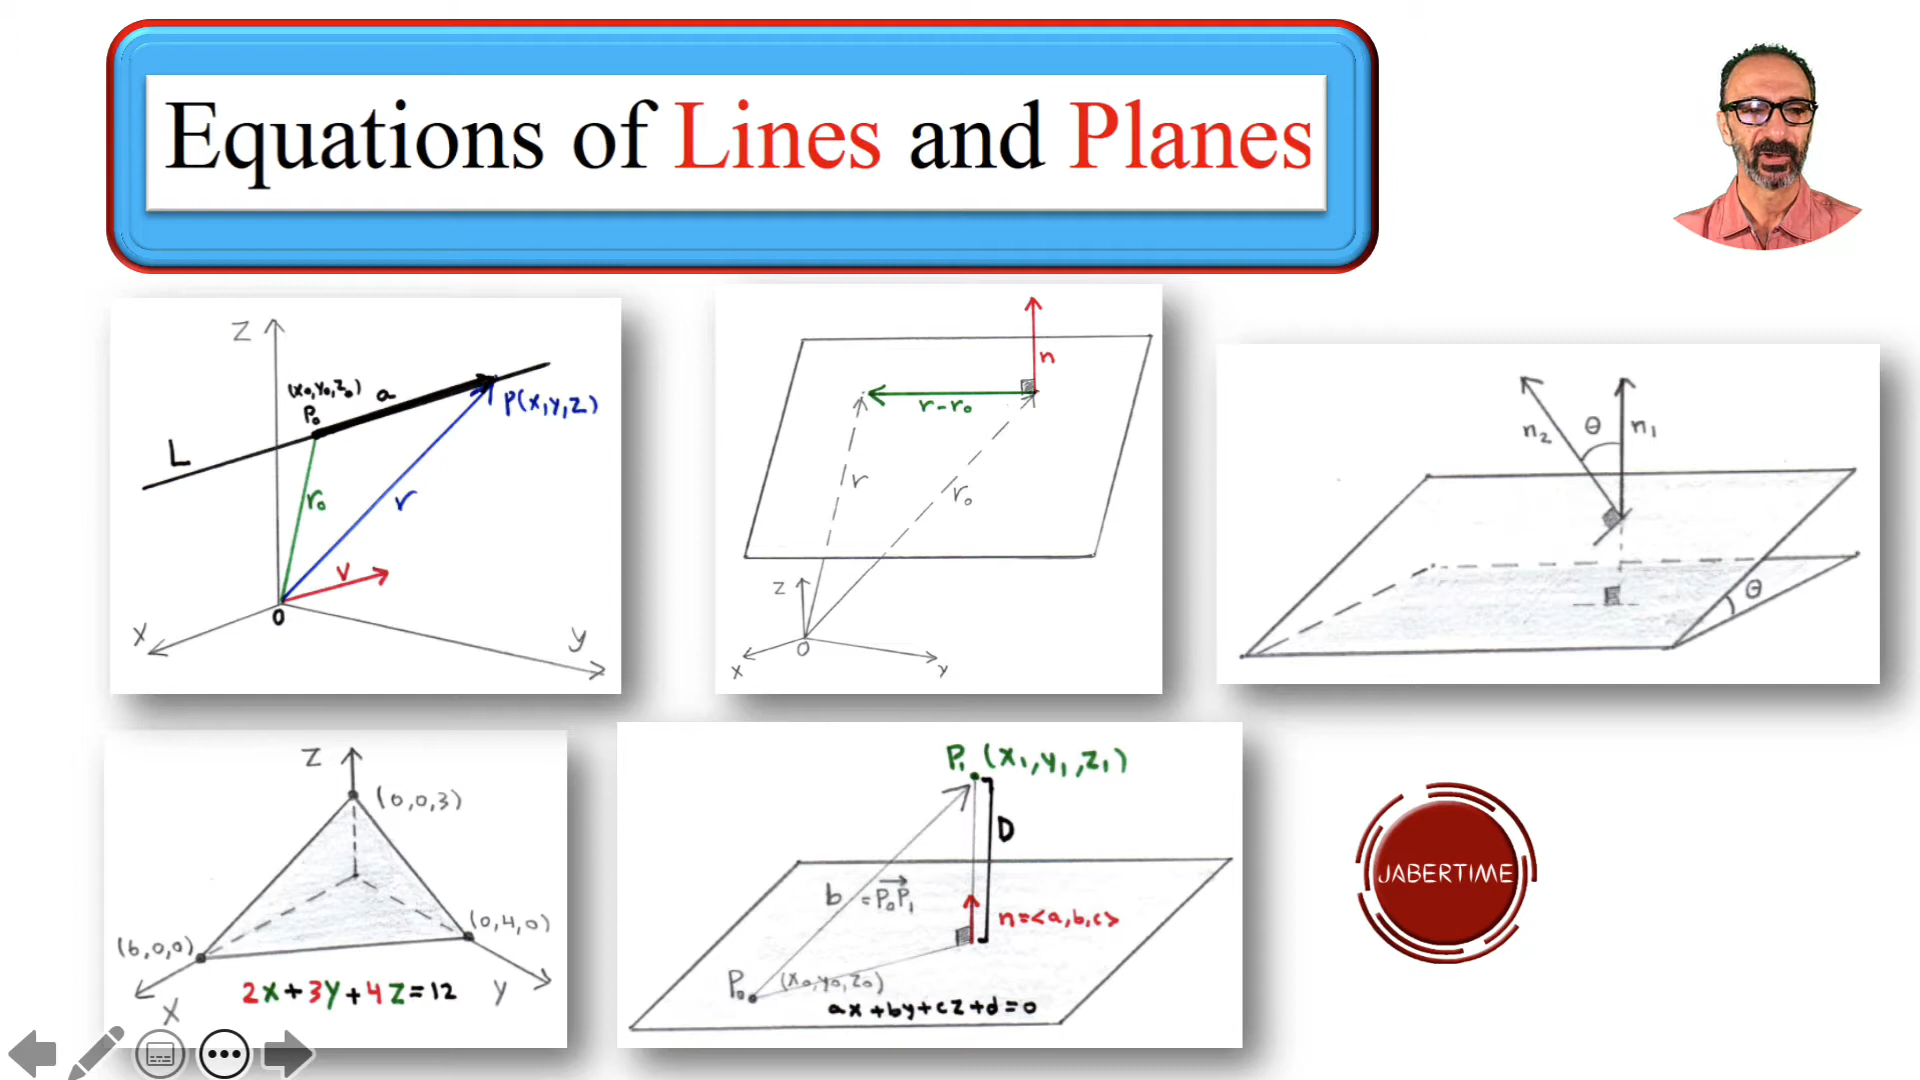 Equations of Lines and Planes
Z
(x₀,y₀,z₀)
P₀
a
P(x,y,z)
L
r₀
r
v
O
x
y
n
r-r₀
r
r₀
Z
O
x
y
n₂
θ
n₁
θ
Z
(0,0,3)
(0,4,0)
(6,0,0)
2x+3y+4z=12
X
Y
P₁ (x₁,y₁,z₁)
D
b =P₀P₁
n=<a,b,c>
P₀ (x₀,y₀,z₀)
ax+by+cz+d=0
JABERTIME